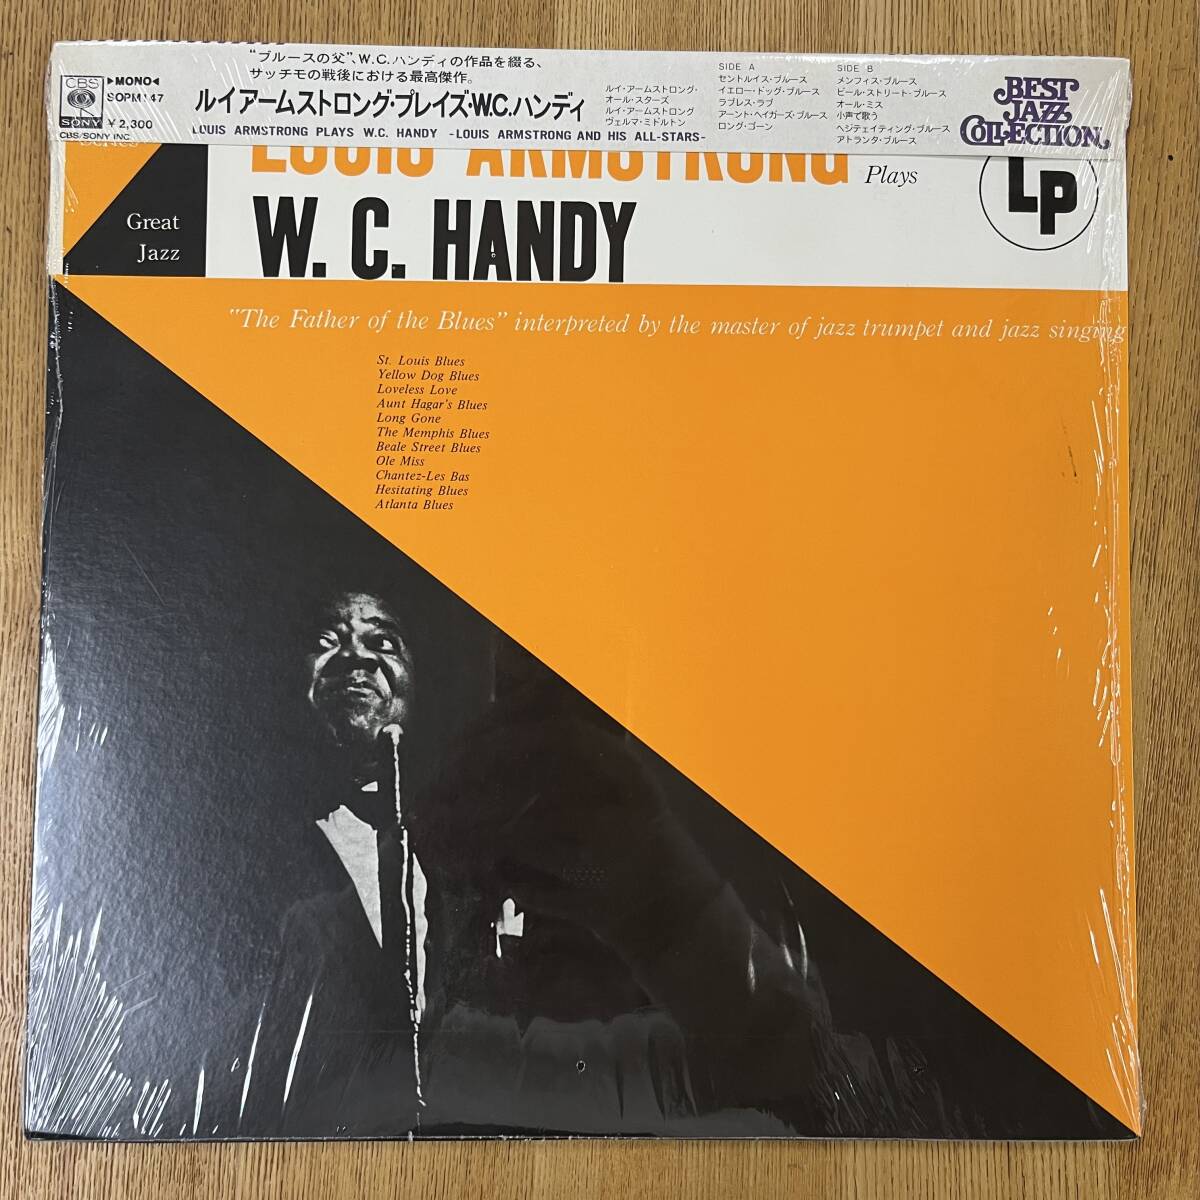 CBS
SONY
▶MONO◀
SOPM 147
¥ 2,300
CBS/SONY INC.
“ブルースの父”、W.C.ハンディの作品を綴る、
サッチモの戦後における最高傑作。
ルイ アームストロング・プレイズ・W.C.ハンディ
LOUIS ARMSTRONG PLAYS W.C. HANDY -LOUIS ARMSTRONG AND HIS ALL-STARS-
ルイ・アームストロング・
オール・スターズ
ルイ・アームストロング
ヴェルマ・ミドルトン
SIDE A
セントルイス・ブルース
イエロー・ドッグ・ブルース
ラブレス・ラブ
アーント・ヘイガーズ・ブルース
ロング・ゴーン
SIDE B
メンフィス・ブルース
ビール・ストリート・ブルース
オール・ミス
小声で歌う
ヘジテイティング・ブルース
アトランタ・ブルース
BEST
JAZZ
COLLECTION
Series
LOUIS ARMSTRONG Plays
W. C. HANDY
Great
Jazz
LP
“The Father of the Blues” interpreted by the master of jazz trumpet and jazz singing
St. Louis Blues
Yellow Dog Blues
Loveless Love
Aunt Hagar's Blues
Long Gone
The Memphis Blues
Beale Street Blues
Ole Miss
Chantez-Les Bas
Hesitating Blues
Atlanta Blues